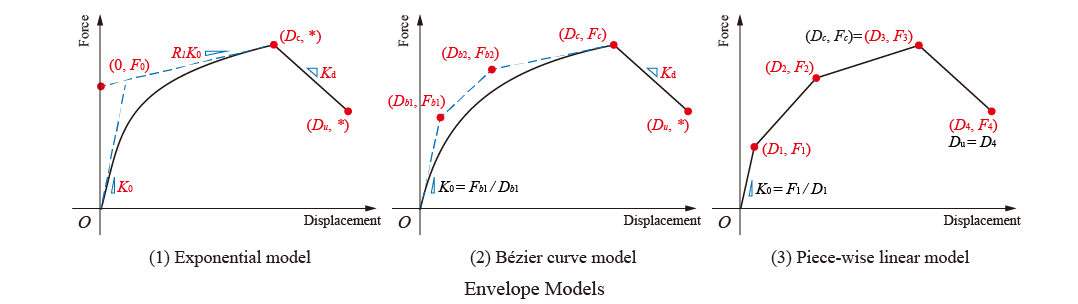 Force
(0, F0)
R1K0
(Dc, *)
Kd
(Du, *)
K0
O
Displacement
(1) Exponential model
Force
(Db2, Fb2)
(Dc, Fc)
(Db1, Fb1)
Kd
(Du, *)
K0 = Fb1 / Db1
O
Displacement
(2) Bézier curve model
Force
(Dc, Fc)=(D3, F3)
(D2, F2)
(D1, F1)
(D4, F4)
Du = D4
K0 = F1 / D1
O
Displacement
(3) Piece-wise linear model
Envelope Models